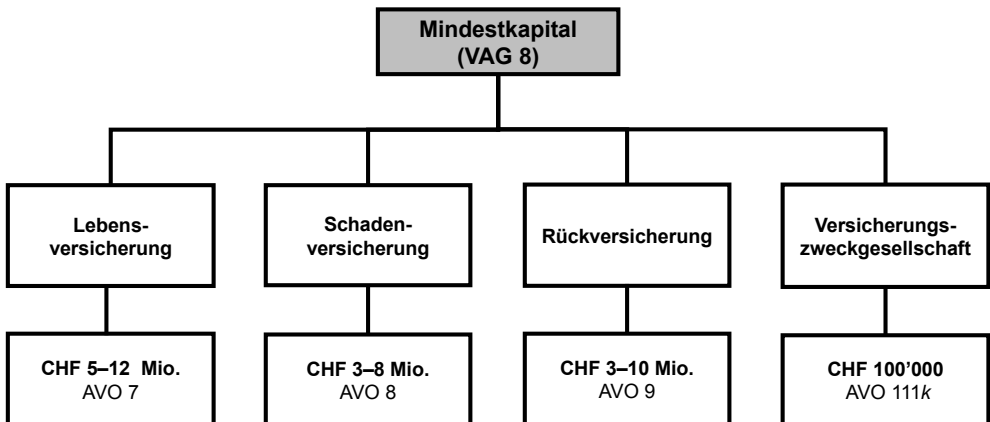 Mindestkapital
(VAG 8)
Lebens-
versicherung
Schaden-
versicherung
Rückversicherung
Versicherungs-
zweckgesellschaft
CHF 5–12 Mio.
AVO 7
CHF 3–8 Mio.
AVO 8
CHF 3–10 Mio.
AVO 9
CHF 100'000
AVO 111k